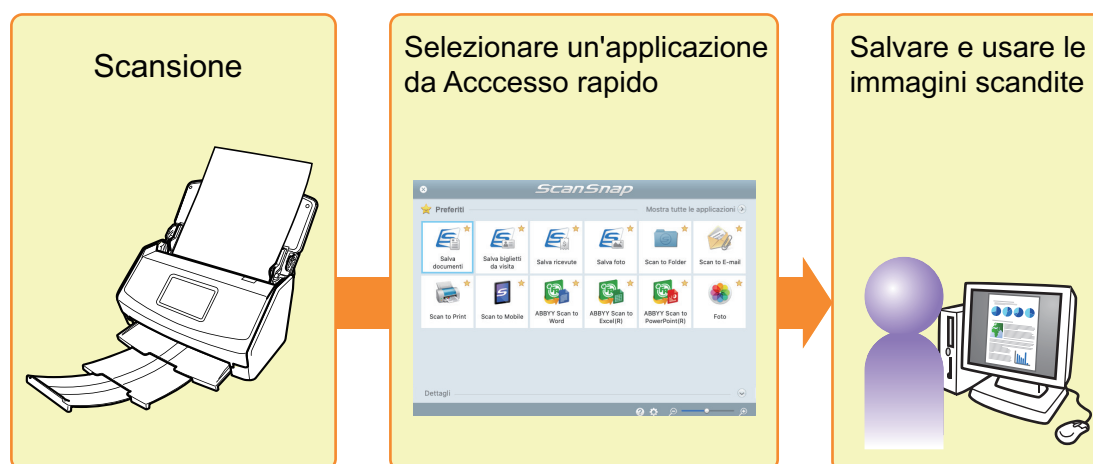 Scansione
Selezionare un'applicazione
da Acccesso rapido
ScanSnap
Preferiti
Mostra tutte le applicazioni
Salva
documenti
Salva biglietti
da visita
Salva ricevute
Salva foto
Scan to Folder
Scan to E-mail
Scan to Print
Scan to Mobile
ABBYY Scan to
Word
ABBYY Scan to
Excel(R)
ABBYY Scan to
PowerPoint(R)
Foto
Dettagli
Salvare e usare le
immagini scandite